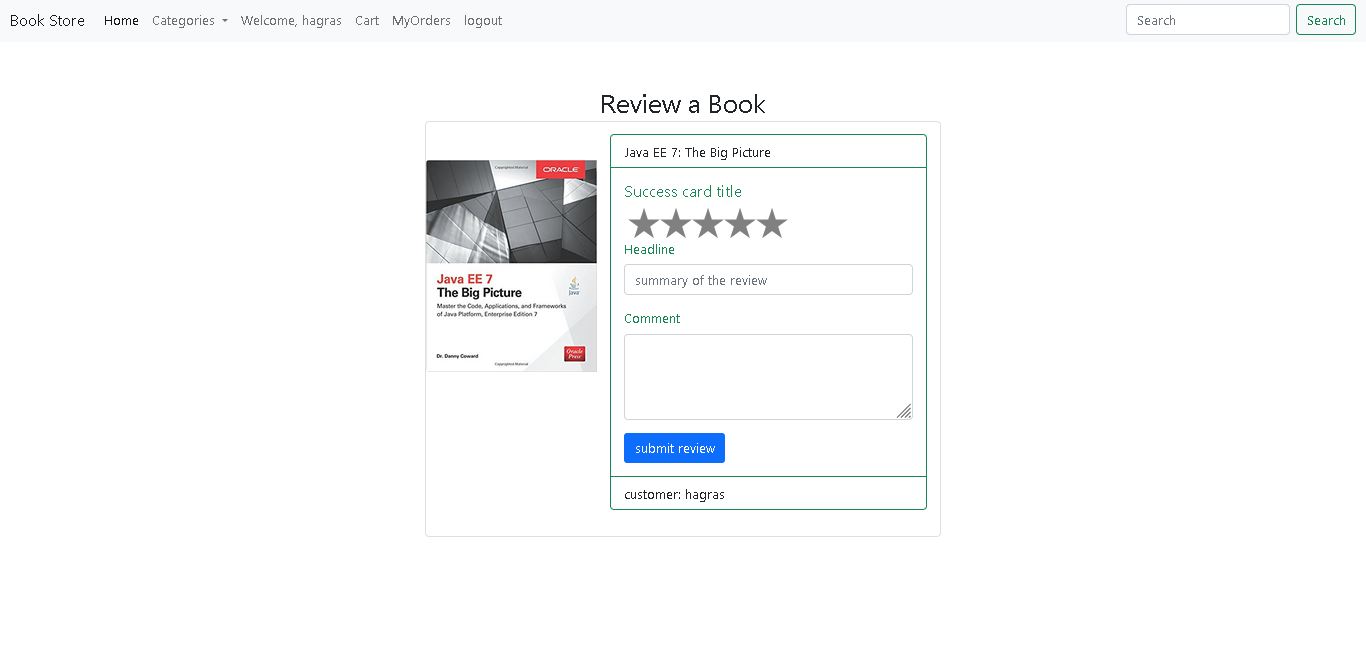 Book Store Home Categories Welcome, hagras Cart MyOrders logout Search Search
Review a Book
Java EE 7: The Big Picture
Copyrighted Material
ORACLE
Java EE 7
The Big Picture
Java
Master the Code, Applications, and Frameworks
of Java Platform, Enterprise Edition 7
Dr. Danny Coward
Oracle
Press
Copyrighted Material
Success card title
Headline
summary of the review
Comment
submit review
customer: hagras